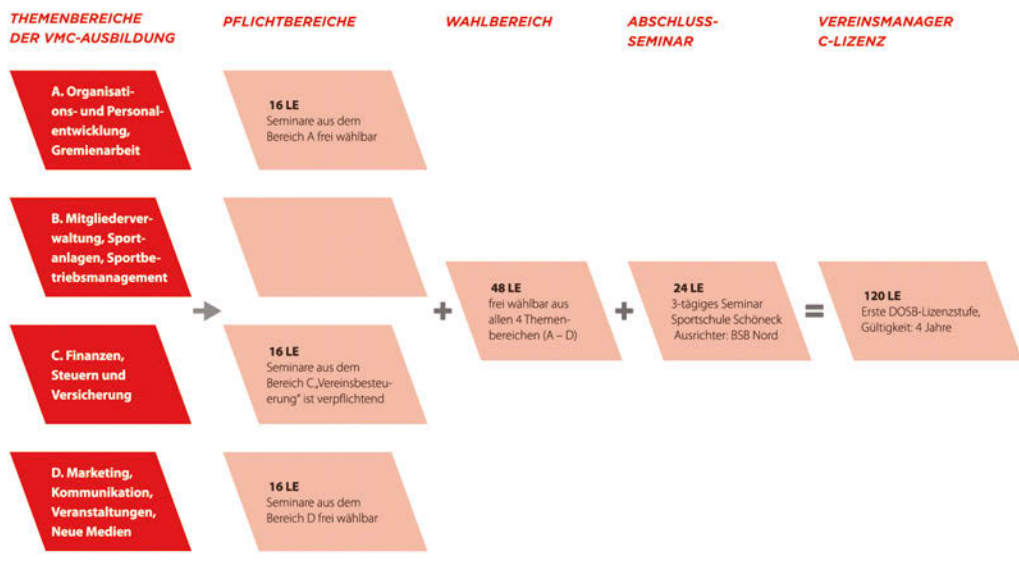 THEMENBEREICHE
DER VMC-AUSBILDUNG
PFLICHTBEREICHE
WAHLBEREICH
ABSCHLUSS-
SEMINAR
VEREINSMANAGER
C-LIZENZ
A. Organisati-
ons- und Personal-
entwicklung,
Gremienarbeit
16 LE
Seminare aus dem
Bereich A frei wählbar
B. Mitgliederver-
waltung, Sport-
anlagen, Sportbe-
triebsmanagement
C. Finanzen,
Steuern und
Versicherung
16 LE
Seminare aus dem
Bereich C„Vereinsbesteu-
erung“ ist verpflichtend
D. Marketing,
Kommunikation,
Veranstaltungen,
Neue Medien
16 LE
Seminare aus dem
Bereich D frei wählbar
+
48 LE
frei wählbar aus
allen 4 Themen-
bereichen (A – D)
+
24 LE
3-tägiges Seminar
Sportschule Schöneck
Ausrichter: BSB Nord
=
120 LE
Erste DOSB-Lizenzstufe,
Gültigkeit: 4 Jahre